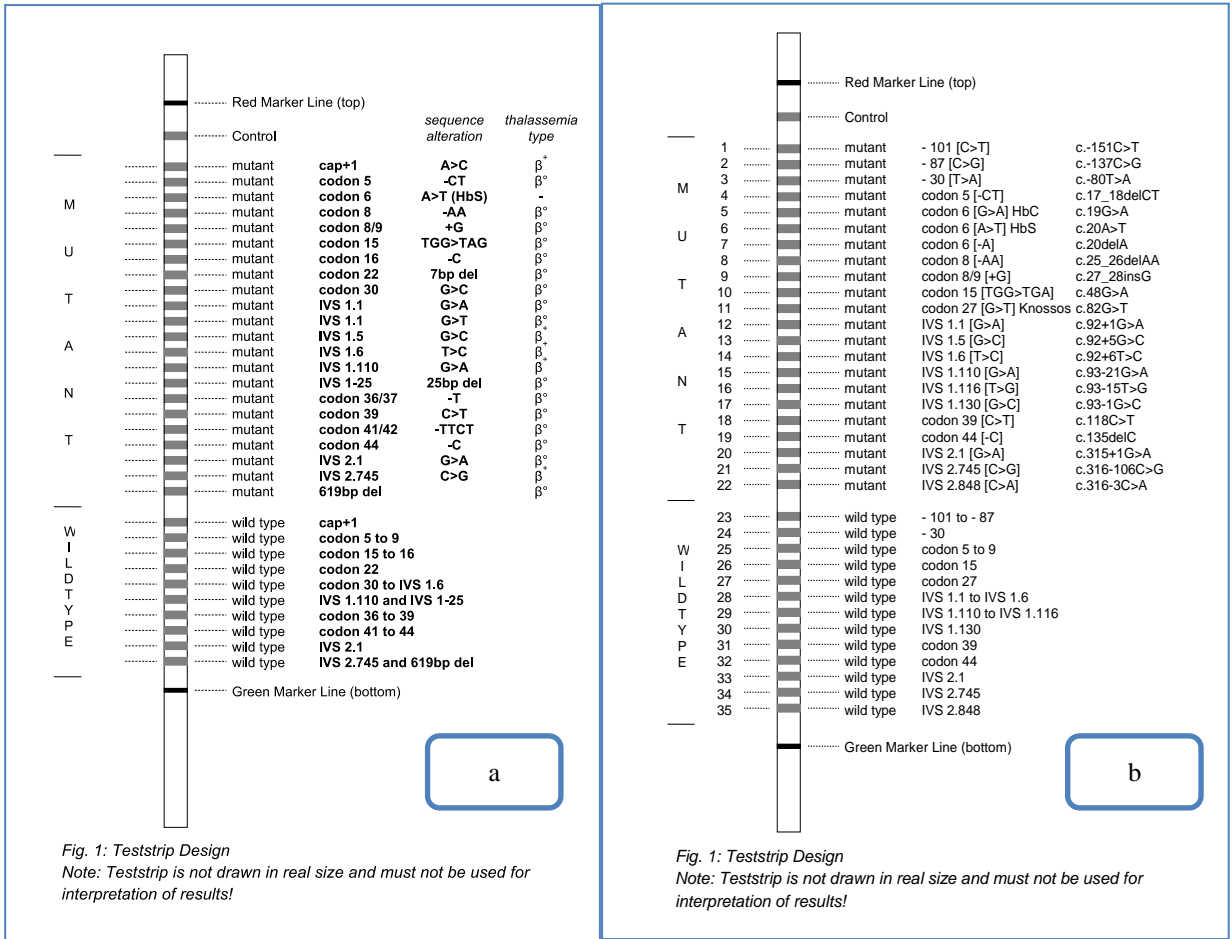 Red Marker Line (top)
sequence alteration
thalassemia type
Control
mutant cap+1 A>C β+
mutant codon 5 -CT β°
mutant codon 6 A>T (HbS) -
mutant codon 8 -AA β°
mutant codon 8/9 +G β°
mutant codon 15 TGG>TAG β°
mutant codon 16 -C β°
mutant codon 22 7bp del β°
mutant codon 30 G>C β°
mutant IVS 1.1 G>A β°
mutant IVS 1.1 G>T β°
mutant IVS 1.5 G>C β+
mutant IVS 1.6 T>C β+
mutant IVS 1.110 G>A β+
mutant IVS 1-25 25bp del β°
mutant codon 36/37 -T β°
mutant codon 39 C>T β°
mutant codon 41/42 -TTCT β°
mutant codon 44 -C β°
mutant IVS 2.1 G>A β°
mutant IVS 2.745 C>G β+
mutant 619bp del β°
MUTANT
wild type cap+1
wild type codon 5 to 9
wild type codon 15 to 16
wild type codon 22
wild type codon 30 to IVS 1.6
wild type IVS 1.110 and IVS 1-25
wild type codon 36 to 39
wild type codon 41 to 44
wild type IVS 2.1
wild type IVS 2.745 and 619bp del
WILDTYPE
Green Marker Line (bottom)
a
Fig. 1: Teststrip Design
Note: Teststrip is not drawn in real size and must not be used for
interpretation of results!
Red Marker Line (top)
Control
1 mutant - 101 [C>T] c.-151C>T
2 mutant - 87 [C>G] c.-137C>G
3 mutant - 30 [T>A] c.-80T>A
4 mutant codon 5 [-CT] c.17_18delCT
5 mutant codon 6 [G>A] HbC c.19G>A
6 mutant codon 6 [A>T] HbS c.20A>T
7 mutant codon 6 [-A] c.20delA
8 mutant codon 8 [-AA] c.25_26delAA
9 mutant codon 8/9 [+G] c.27_28insG
10 mutant codon 15 [TGG>TGA] c.48G>A
11 mutant codon 27 [G>T] Knossos c.82G>T
12 mutant IVS 1.1 [G>A] c.92+1G>A
13 mutant IVS 1.5 [G>C] c.92+5G>C
14 mutant IVS 1.6 [T>C] c.92+6T>C
15 mutant IVS 1.110 [G>A] c.93-21G>A
16 mutant IVS 1.116 [T>G] c.93-15T>G
17 mutant IVS 1.130 [G>C] c.93-1G>C
18 mutant codon 39 [C>T] c.118C>T
19 mutant codon 44 [-C] c.135delC
20 mutant IVS 2.1 [G>A] c.315+1G>A
21 mutant IVS 2.745 [C>G] c.316-106C>G
22 mutant IVS 2.848 [C>A] c.316-3C>A
MUTANT
23 wild type - 101 to - 87
24 wild type - 30
25 wild type codon 5 to 9
26 wild type codon 15
27 wild type codon 27
28 wild type IVS 1.1 to IVS 1.6
29 wild type IVS 1.110 to IVS 1.116
30 wild type IVS 1.130
31 wild type codon 39
32 wild type codon 44
33 wild type IVS 2.1
34 wild type IVS 2.745
35 wild type IVS 2.848
WILDTYPE
Green Marker Line (bottom)
b
Fig. 1: Teststrip Design
Note: Teststrip is not drawn in real size and must not be used for
interpretation of results!